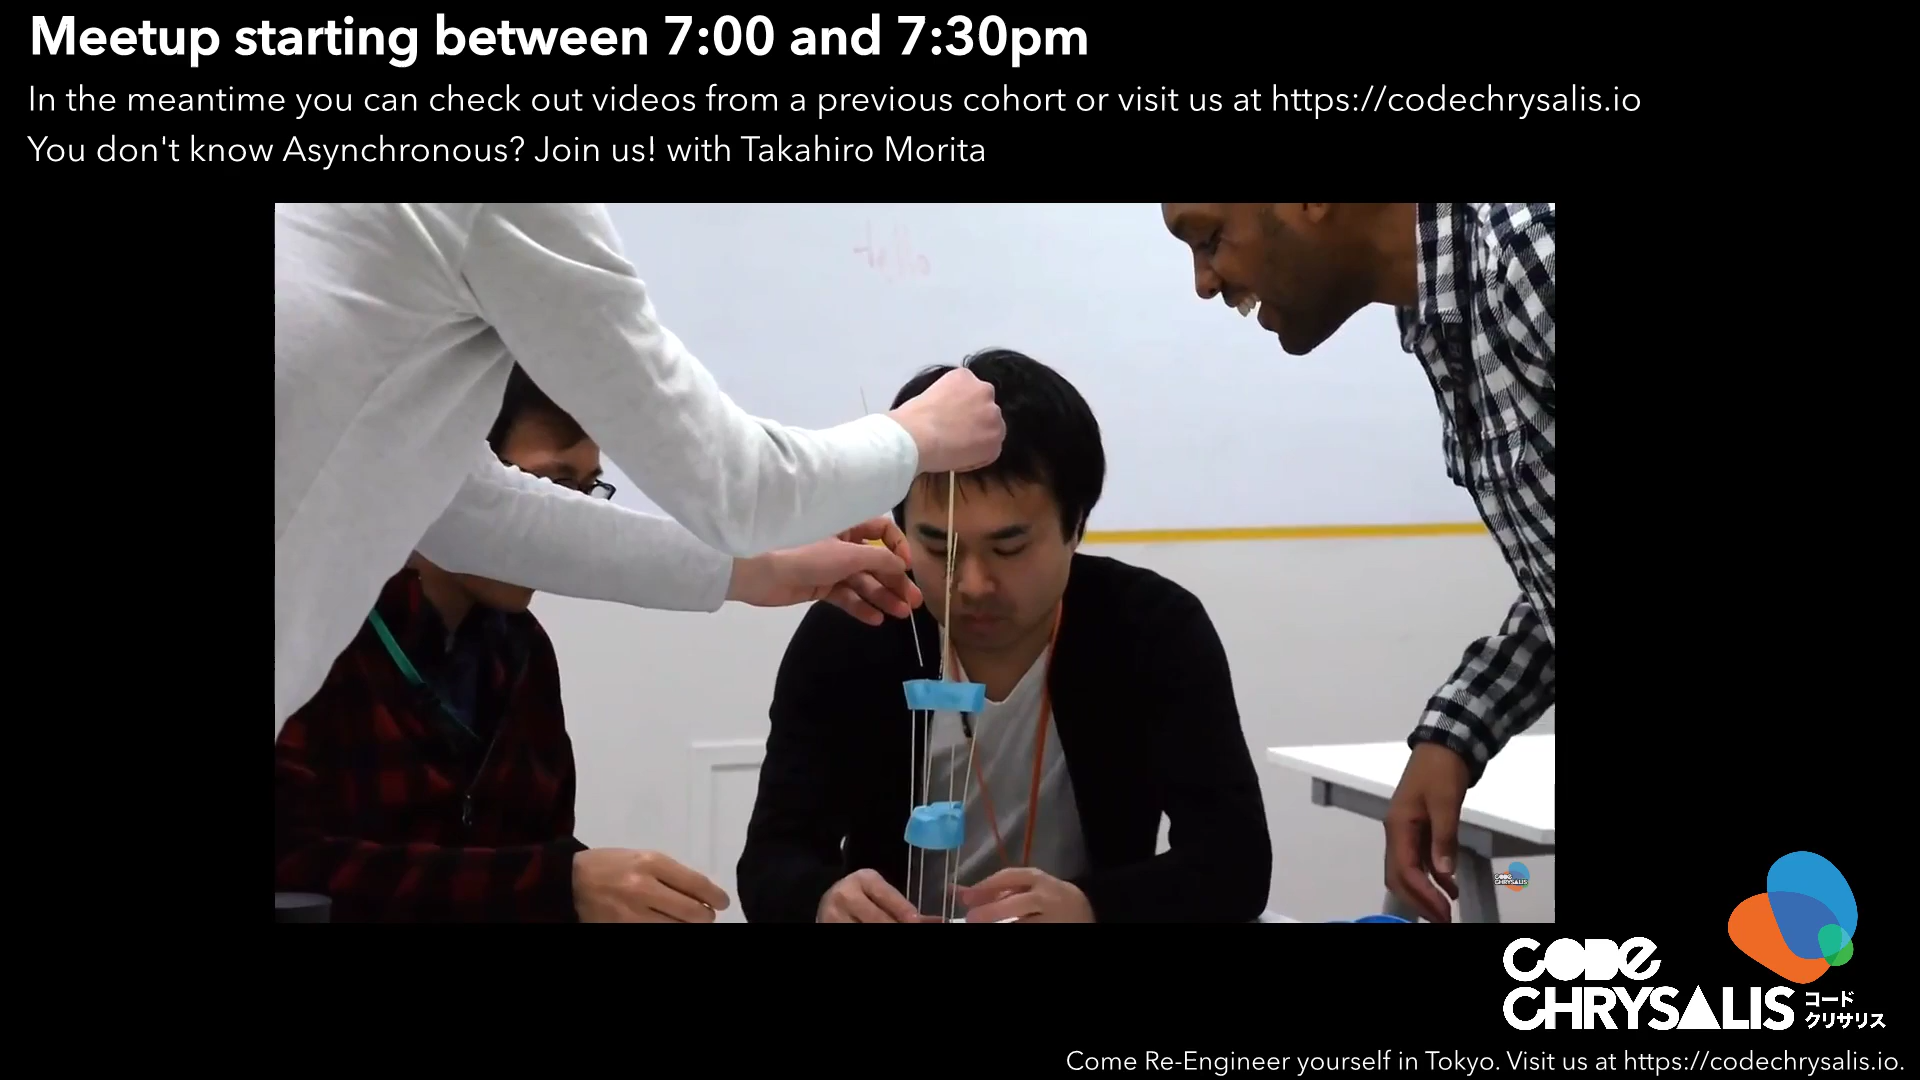 Meetup starting between 7:00 and 7:30pm
In the meantime you can check out videos from a previous cohort or visit us at https://codechrysalis.io
You don't know Asynchronous? Join us! with Takahiro Morita
CODE
CHRYSALIS
CODE
CHRYSALIS
コード
クリサリス
Come Re-Engineer yourself in Tokyo. Visit us at https://codechrysalis.io.